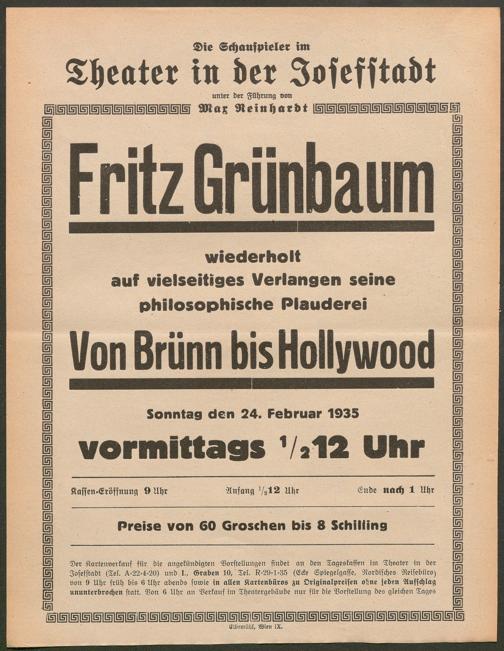 Die Schauspieler im
Theater in der Josefstadt
unter der Führung von
Max Reinhardt
Fritz Grünbaum
wiederholt
auf vielseitiges Verlangen seine
philosophische Plauderei
Von Brünn bis Hollywood
Sonntag den 24. Februar 1935
vormittags 1/2 12 Uhr
Kassen-Eröffnung 9 Uhr Anfang 1/2 12 Uhr Ende nach 1 Uhr
Preise von 60 Groschen bis 8 Schilling
Der Kartenverkauf für die angekündigten Vorstellungen findet an den Tageskassen im Theater in der
Josefstadt (Tel. A-22-4-20) und I., Graben 10, Tel. R-29-1-35 (Ecke Spiegelgasse, Nordisches Reisebüro)
von 9 Uhr früh bis 6 Uhr abends sowie in allen Kartenbüros zu Originalpreisen ohne jeden Aufschlag
ununterbrochen statt. Von 6 Uhr an Verkauf im Theatergebäude nur für die Vorstellung des gleichen Tages
Wien IX.